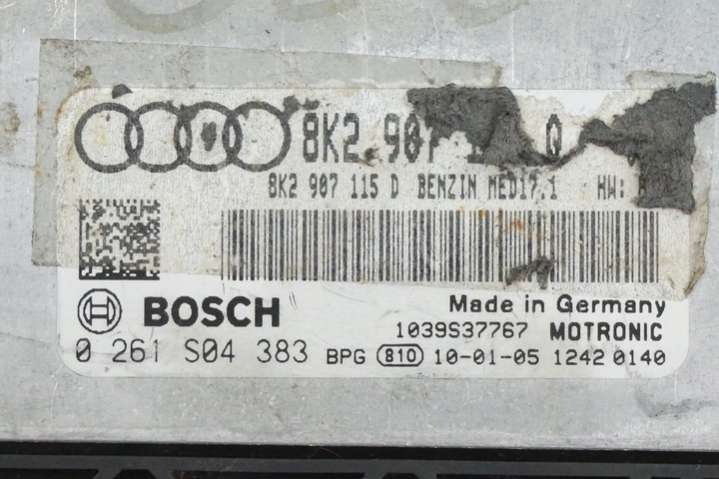 8K2 907 Q
8K2 907 115 D BENZIN MED17.1 HW:
BOSCH
Made in Germany
1039S37767 MOTRONIC
0 261 S04 383 BPG 810 10-01-05 1242 0140